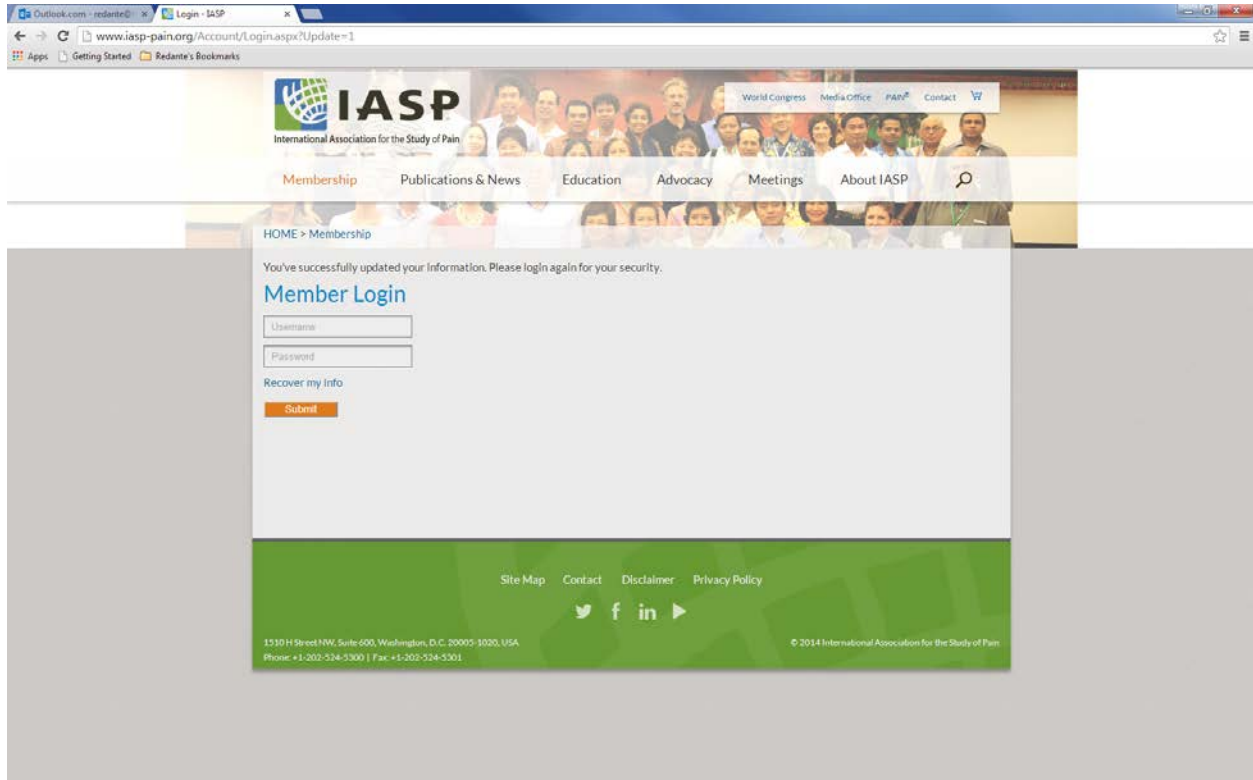 Outlook.com - redante@
Login - IASP
www.iasp-pain.org/Account/Login.aspx?Update=1
Apps Getting Started Redante's Bookmarks
World Congress Media Office PAIN® Contact
IASP
International Association for the Study of Pain
Membership Publications & News Education Advocacy Meetings About IASP
HOME > Membership
You've successfully updated your information. Please login again for your security.
Member Login
Username
Password
Recover my info
Submit
Site Map Contact Disclaimer Privacy Policy
1510 H Street NW, Suite 600, Washington, D.C. 20005-1020, USA
© 2014 International Association for the Study of Pain
Phone: +1-202-524-5300 | Fax: +1-202-524-5301